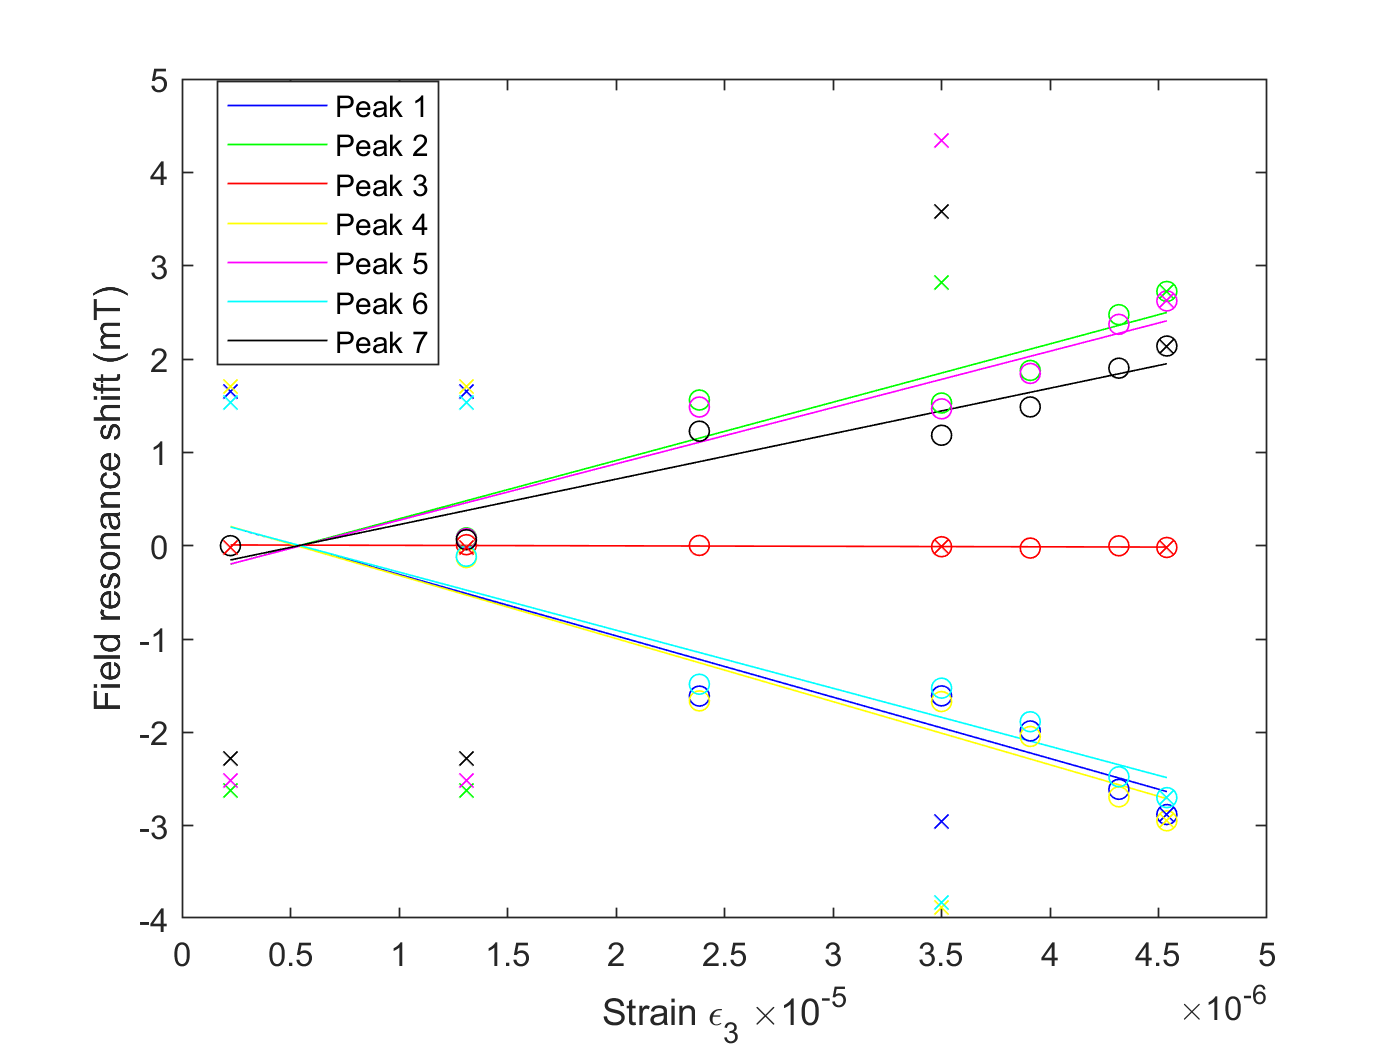 5
4
3
2
1
0
-1
-2
-3
-4
Field resonance shift (mT)
Peak 1
Peak 2
Peak 3
Peak 4
Peak 5
Peak 6
Peak 7
0 0.5 1 1.5 2 2.5 3 3.5 4 4.5 5
Strain ϵ₃ ×10⁻⁵
×10⁻⁶